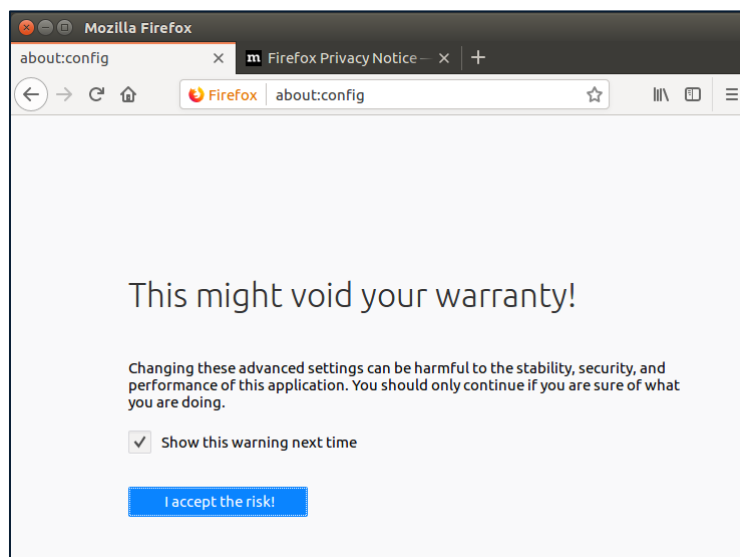 Mozilla Firefox
about:config
m Firefox Privacy Notice —
Firefox about:config
This might void your warranty!
Changing these advanced settings can be harmful to the stability, security, and
performance of this application. You should only continue if you are sure of what
you are doing.
Show this warning next time
I accept the risk!